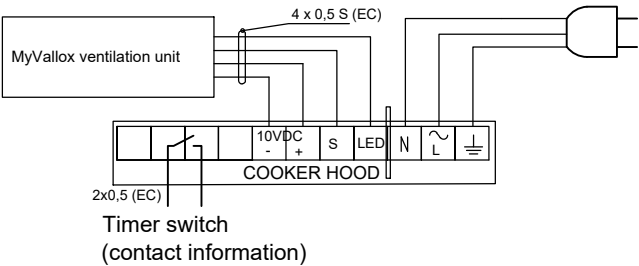 4 x 0,5 S (EC)
MyVallox ventilation unit
10VDC
- + S LED N L
COOKER HOOD
2x0,5 (EC)
Timer switch
(contact information)